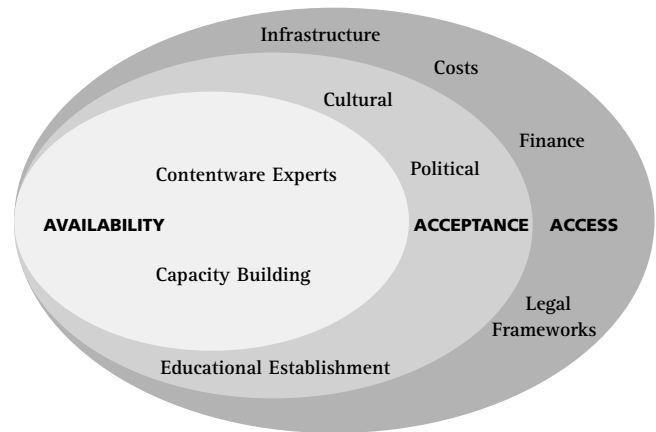 Infrastructure
Costs
Cultural
Finance
Political
Contentware Experts
AVAILABILITY
ACCEPTANCE
ACCESS
Capacity Building
Legal
Frameworks
Educational Establishment